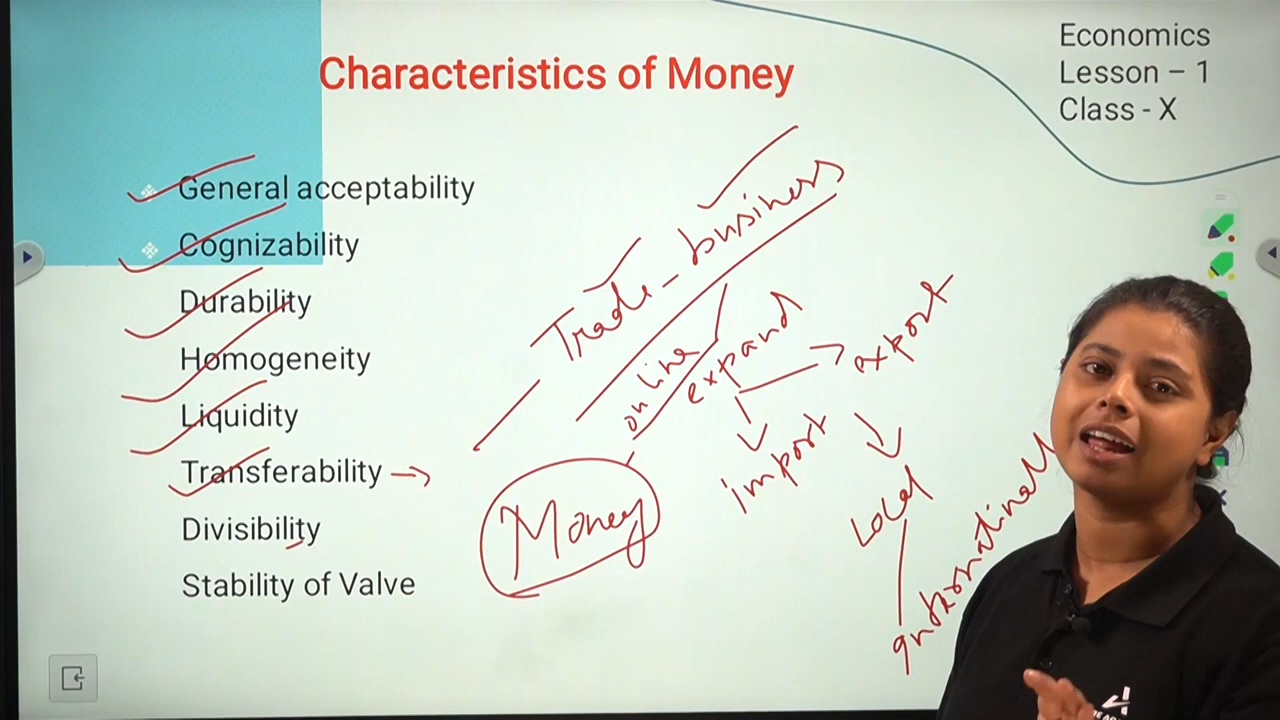 Characteristics of Money
Economics
Lesson – 1
Class - X
General acceptability
Cognizability
Durability
Homogeneity
Liquidity
Transferability →
Divisibility
Stability of Valve
Trade - business
online
expand
export
import
Local
Money